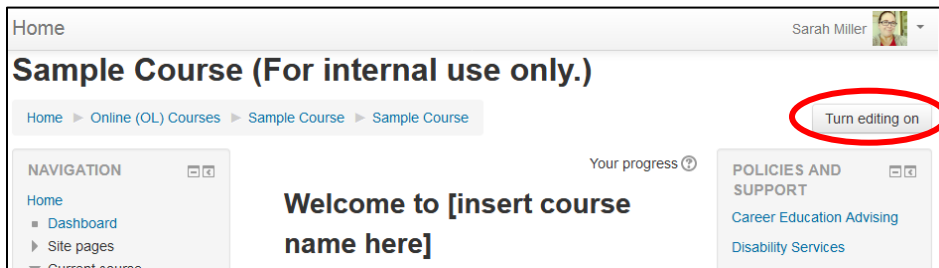 Home
Sarah Miller
Sample Course (For internal use only.)
Home Online (OL) Courses Sample Course Sample Course
Turn editing on
NAVIGATION
Home
Dashboard
Site pages
Current course
Your progress
Welcome to [insert course
name here]
POLICIES AND
SUPPORT
Career Education Advising
Disability Services